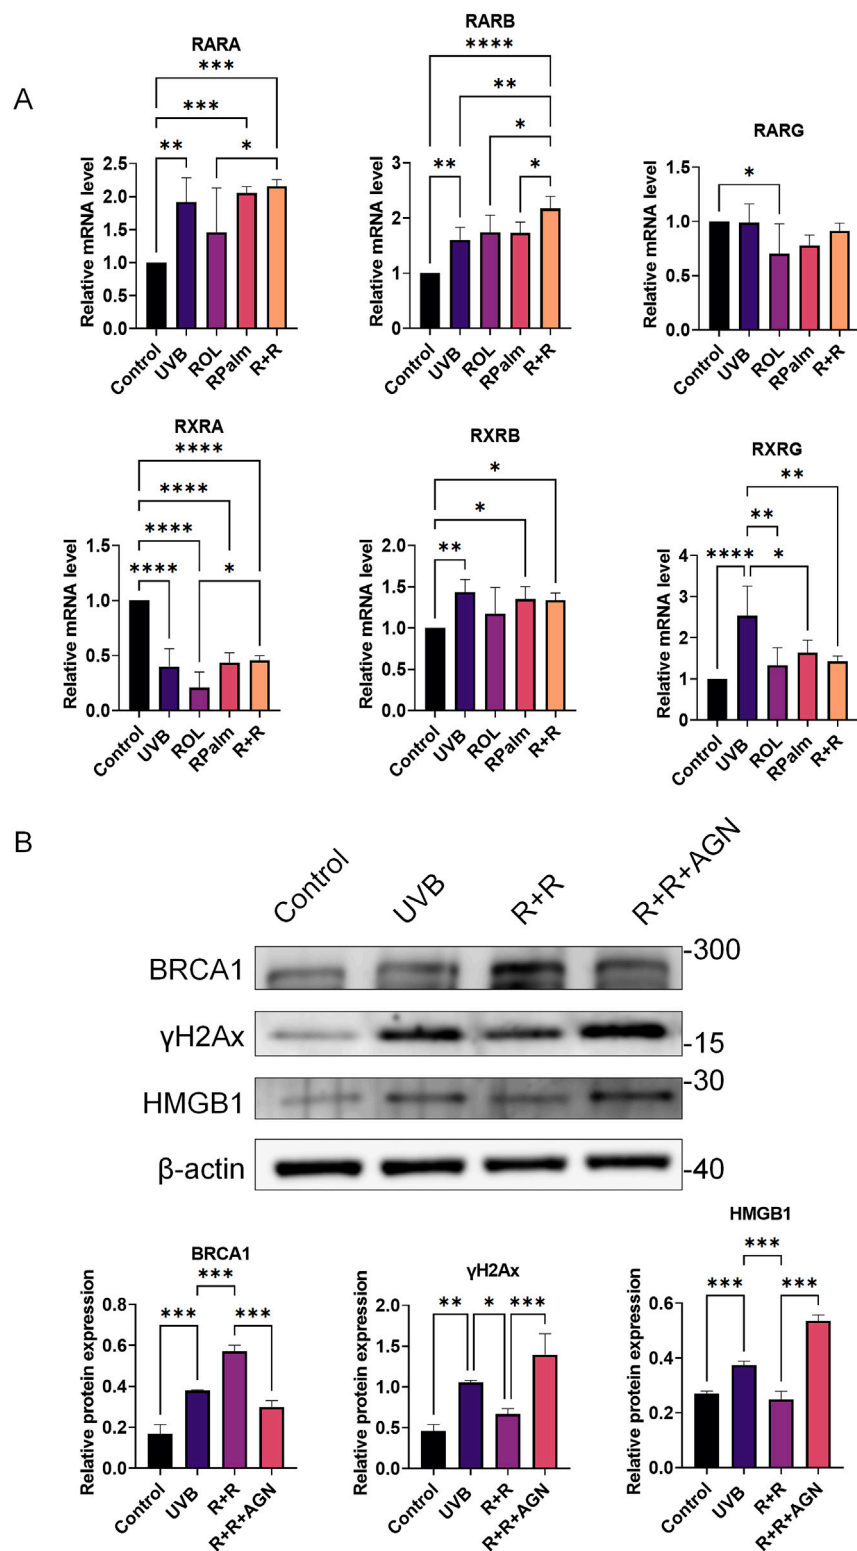 A
RARA
***
***
**
*
Relative mRNA level
2.5
2.0
1.5
1.0
0.5
0.0
Control
UVB
ROL
RPalm
R+R
RARB
****
**
*
**
*
Relative mRNA level
3
2
1
0
Control
UVB
ROL
RPalm
R+R
RARG
*
Relative mRNA level
1.5
1.0
0.5
0.0
Control
UVB
ROL
RPalm
R+R
RXRA
****
****
****
****
*
Relative mRNA level
1.5
1.0
0.5
0.0
Control
UVB
ROL
RPalm
R+R
RXRB
*
*
**
Relative mRNA level
2.0
1.5
1.0
0.5
0.0
Control
UVB
ROL
RPalm
R+R
RXRG
**
**
****
*
Relative mRNA level
4
3
2
1
0
Control
UVB
ROL
RPalm
R+R
B
Control
UVB
R+R
R+R+AGN
BRCA1
-300
γH2Ax
-15
HMGB1
-30
β-actin
-40
BRCA1
***
***
***
Relative protein expression
0.8
0.6
0.4
0.2
0.0
Control
UVB
R+R
R+R+AGN
γH2Ax
**
*
***
Relative protein expression
2.0
1.5
1.0
0.5
0.0
Control
UVB
R+R
R+R+AGN
HMGB1
***
***
***
Relative protein expression
0.6
0.4
0.2
0.0
Control
UVB
R+R
R+R+AGN